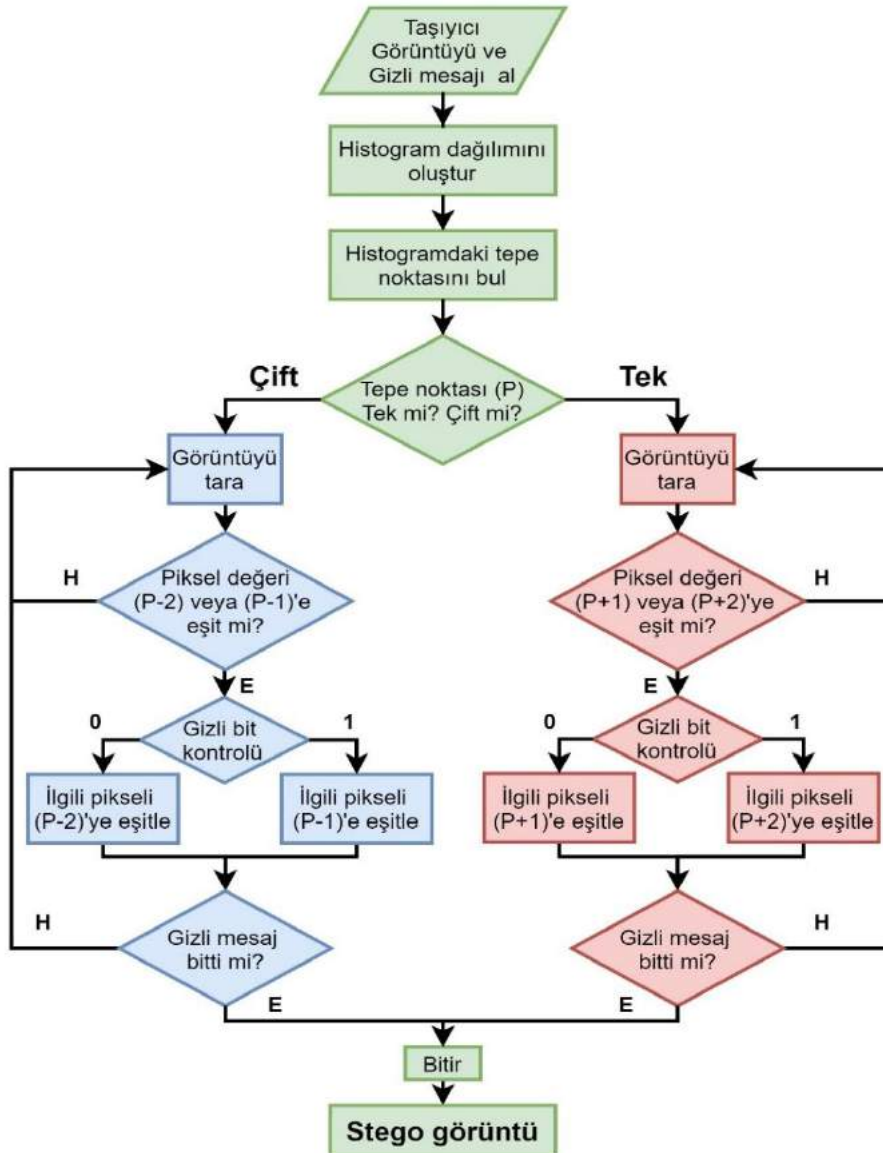 Taşıyıcı
Görüntüyü ve
Gizli mesajı al
Histogram dağılımını
oluştur
Histogramdaki tepe
noktasını bul
Tepe noktası (P)
Tek mi? Çift mi?
Çift
Tek
Görüntüyü
tara
Piksel değeri
(P-2) veya (P-1)'e
eşit mi?
H
E
Gizli bit
kontrolü
0
1
İlgili pikseli
(P-2)'ye eşitle
İlgili pikseli
(P-1)'e eşitle
Gizli mesaj
bitti mi?
H
E
Görüntüyü
tara
Piksel değeri
(P+1) veya (P+2)'ye
eşit mi?
H
E
Gizli bit
kontrolü
0
1
İlgili pikseli
(P+1)'e eşitle
İlgili pikseli
(P+2)'ye eşitle
Gizli mesaj
bitti mi?
H
E
Bitir
Stego görüntü